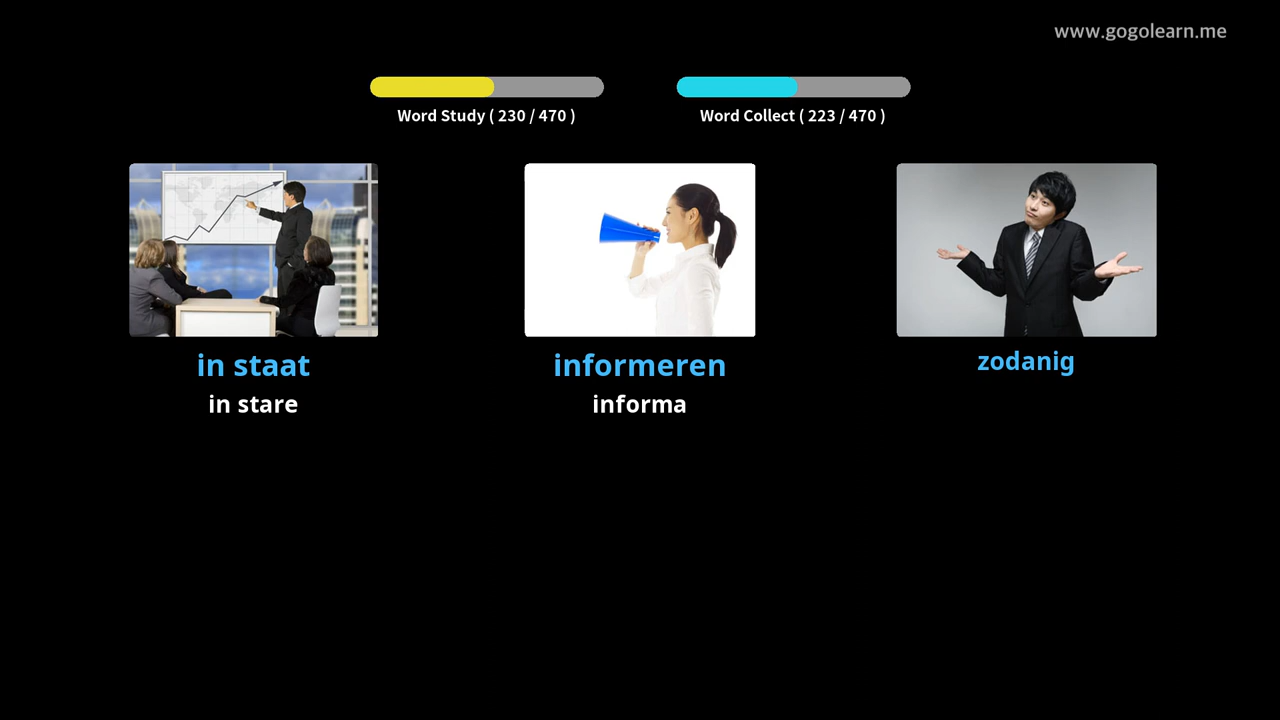 www.gogolearn.me
Word Study ( 230 / 470 )
Word Collect ( 223 / 470 )
in staat
informeren
zodanig
in stare
informa